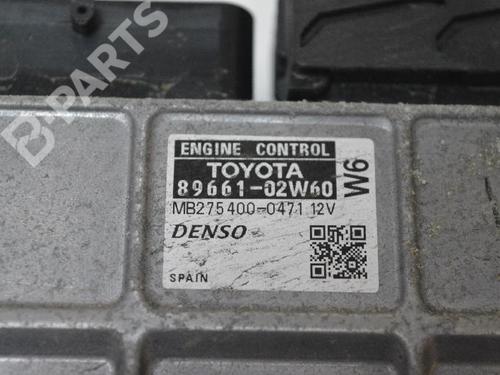 B-PARTS
ENGINE CONTROL
TOYOTA
89661-02W60
W6
MB275400-0471 12V
DENSO
SPAIN